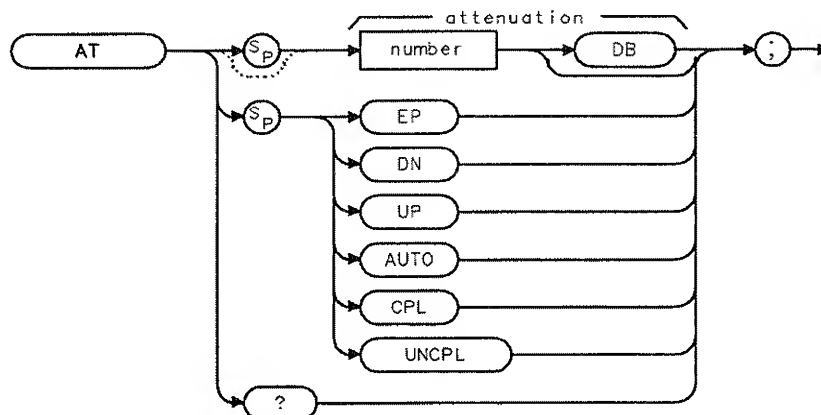 attenuation
AT Sp number DB ;
Sp EP
DN
UP
AUTO
CPL
UNCPL
?